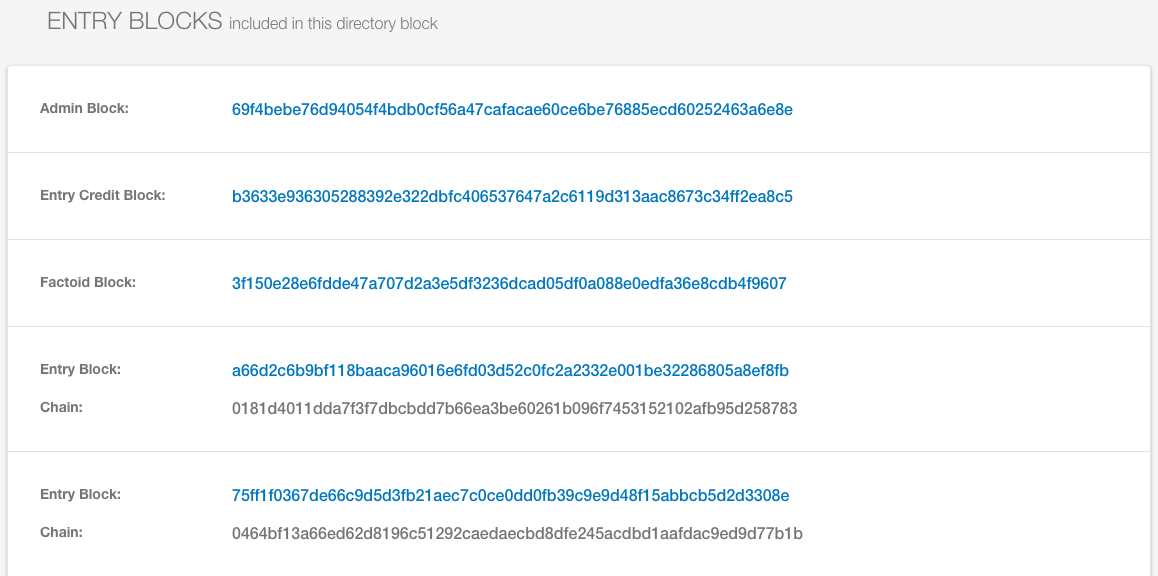 ENTRY BLOCKS included in this directory block
Admin Block: 69f4bebe76d94054f4bdb0cf56a47cafacae60ce6be76885ecd60252463a6e8e
Entry Credit Block: b3633e936305288392e322dbfc406537647a2c6119d313aac8673c34ff2ea8c5
Factoid Block: 3f150e28e6fdde47a707d2a3e5df3236dcad05df0a088e0edfa36e8cdb4f9607
Entry Block: a66d2c6b9bf118baaca96016e6fd03d52c0fc2a2332e001be32286805a8ef8fb
Chain: 0181d4011dda7f3f7dbcbdd7b66ea3be60261b096f7453152102afb95d258783
Entry Block: 75ff1f0367de66c9d5d3fb21aec7c0ce0dd0fb39c9e9d48f15abbcb5d2d3308e
Chain: 0464bf13a66ed62d8196c51292caedaecbd8dfe245acdbd1aafdac9ed9d77b1b